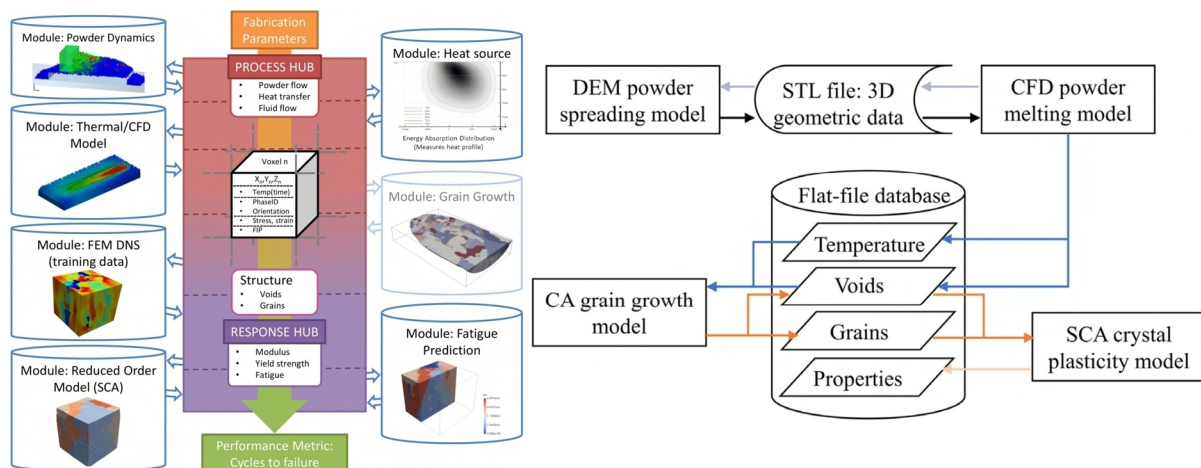 Fabrication
Parameters
Module: Powder Dynamics
PROCESS HUB
• Powder flow
• Heat transfer
• Fluid flow
Module: Heat source
Energy Absorption Distribution
(Measures heat profile)
Module: Thermal/CFD
Model
Voxel n
Xn,Yn,Zn
• Temp(time)
• PhaseID
• Orientation
• Stress, strain
• FIP
Module: Grain Growth
Module: FEM DNS
(training data)
Structure
• Voids
• Grains
RESPONSE HUB
• Modulus
• Yield strength
• Fatigue
Module: Fatigue
Prediction
Module: Reduced Order
Model (SCA)
Performance Metric:
Cycles to failure
DEM powder
spreading model
STL file: 3D
geometric data
CFD powder
melting model
Flat-file database
Temperature
Voids
Grains
Properties
CA grain growth
model
SCA crystal
plasticity model